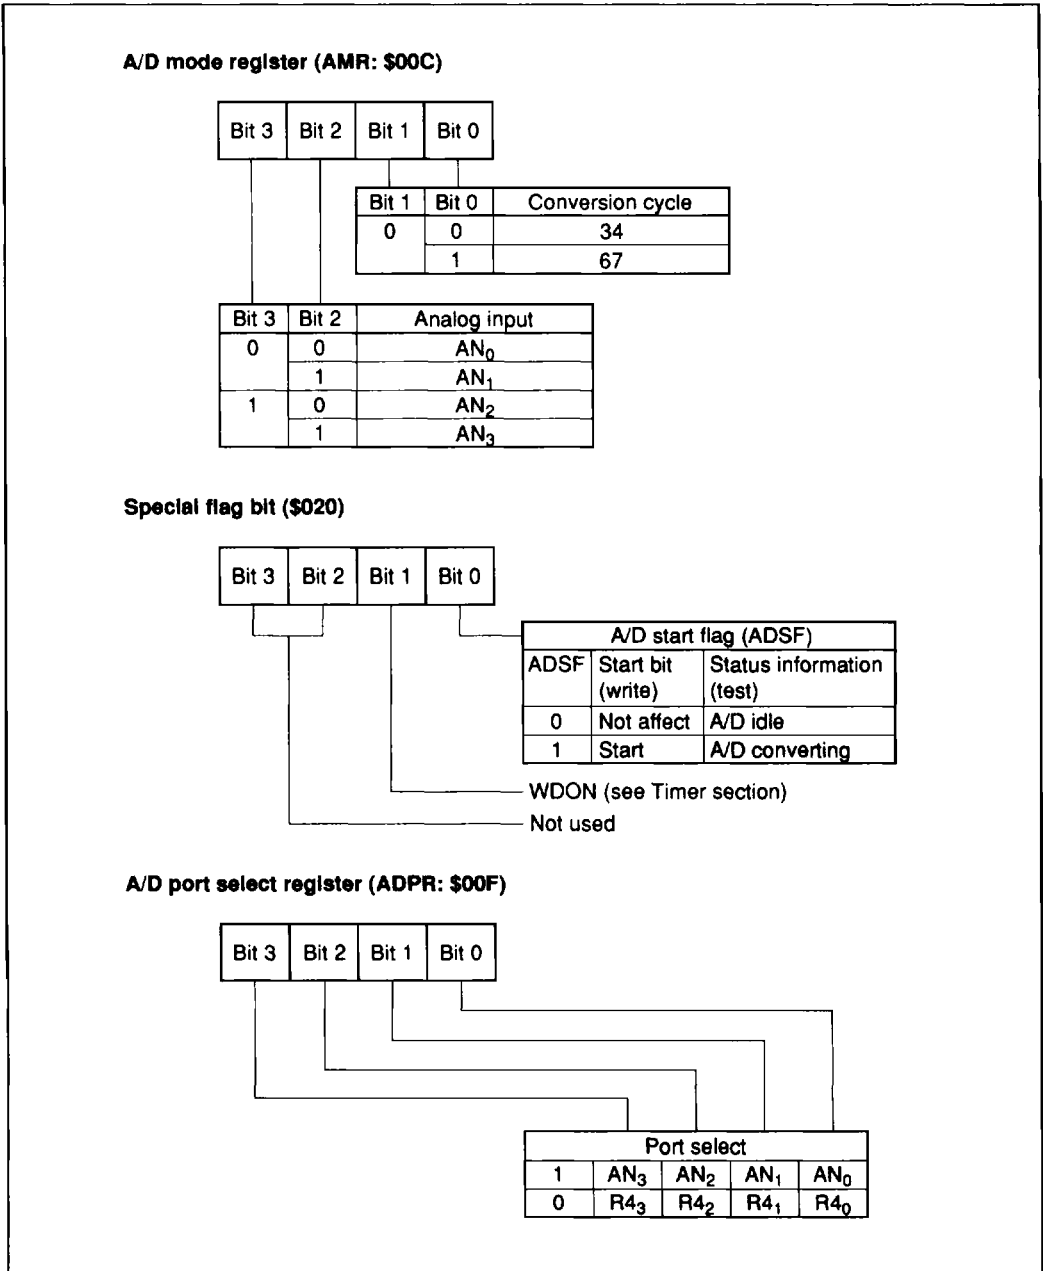 A/D mode register (AMR: $00C)
Bit 3 Bit 2 Bit 1 Bit 0
Bit 1 Bit 0 Conversion cycle
0 0 34
1 67
Bit 3 Bit 2 Analog input
0 0 AN₀
1 AN₁
1 0 AN₂
1 AN₃
Special flag bit ($020)
Bit 3 Bit 2 Bit 1 Bit 0
A/D start flag (ADSF)
ADSF Start bit Status information
(write) (test)
0 Not affect A/D idle
1 Start A/D converting
WDON (see Timer section)
Not used
A/D port select register (ADPR: $00F)
Bit 3 Bit 2 Bit 1 Bit 0
Port select
1 AN₃ AN₂ AN₁ AN₀
0 R4₃ R4₂ R4₁ R4₀